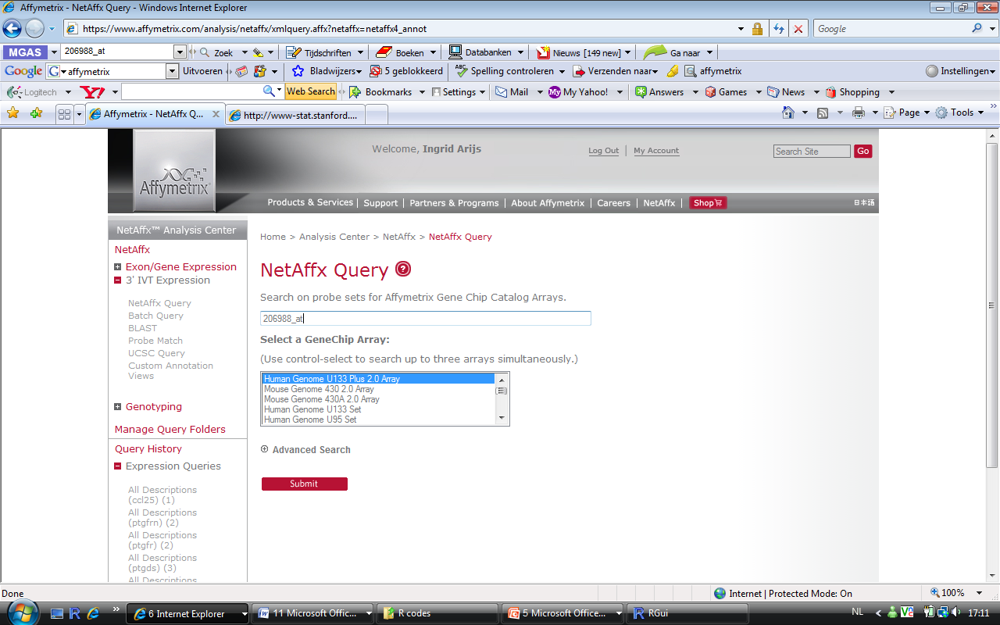 Affymetrix - NetAffx Query - Windows Internet Explorer
https://www.affymetrix.com/analysis/netaffx/xmlquery.affx?netaffx=netaffx4_annot
Google
MGAS 206988_at Zoek Tijdschriften Boeken Databanken Nieuws [149 new] Ga naar
Google G affymetrix Uitvoeren Bladwijzers 5 geblokkeerd ABC Spelling controleren Verzenden naar affymetrix Instellingen
Logitech Y! Web Search Bookmarks Settings Mail My Yahoo! Answers Games News Shopping
Affymetrix - NetAffx Q... http://www-stat.stanford.... Page Tools
Affymetrix
Welcome, Ingrid Arijs
Log Out | My Account
Search Site Go
Products & Services | Support | Partners & Programs | About Affymetrix | Careers | NetAffx | Shop
日本語
NetAffx™ Analysis Center
NetAffx
Exon/Gene Expression
3' IVT Expression
NetAffx Query
Batch Query
BLAST
Probe Match
UCSC Query
Custom Annotation
Views
Genotyping
Manage Query Folders
Query History
Expression Queries
All Descriptions
(ccl25) (1)
All Descriptions
(ptgfrn) (2)
All Descriptions
(ptgfr) (2)
All Descriptions
(ptgds) (3)
All Descriptions
Home > Analysis Center > NetAffx > NetAffx Query
NetAffx Query ?
Search on probe sets for Affymetrix Gene Chip Catalog Arrays.
206988_at
Select a GeneChip Array:
(Use control-select to search up to three arrays simultaneously.)
Human Genome U133 Plus 2.0 Array
Mouse Genome 430 2.0 Array
Mouse Genome 430A 2.0 Array
Human Genome U133 Set
Human Genome U95 Set
Advanced Search
Submit
Done
Internet | Protected Mode: On
100%
6 Internet Explorer
11 Microsoft Offic...
R codes
5 Microsoft Office...
RGui
NL
17:11